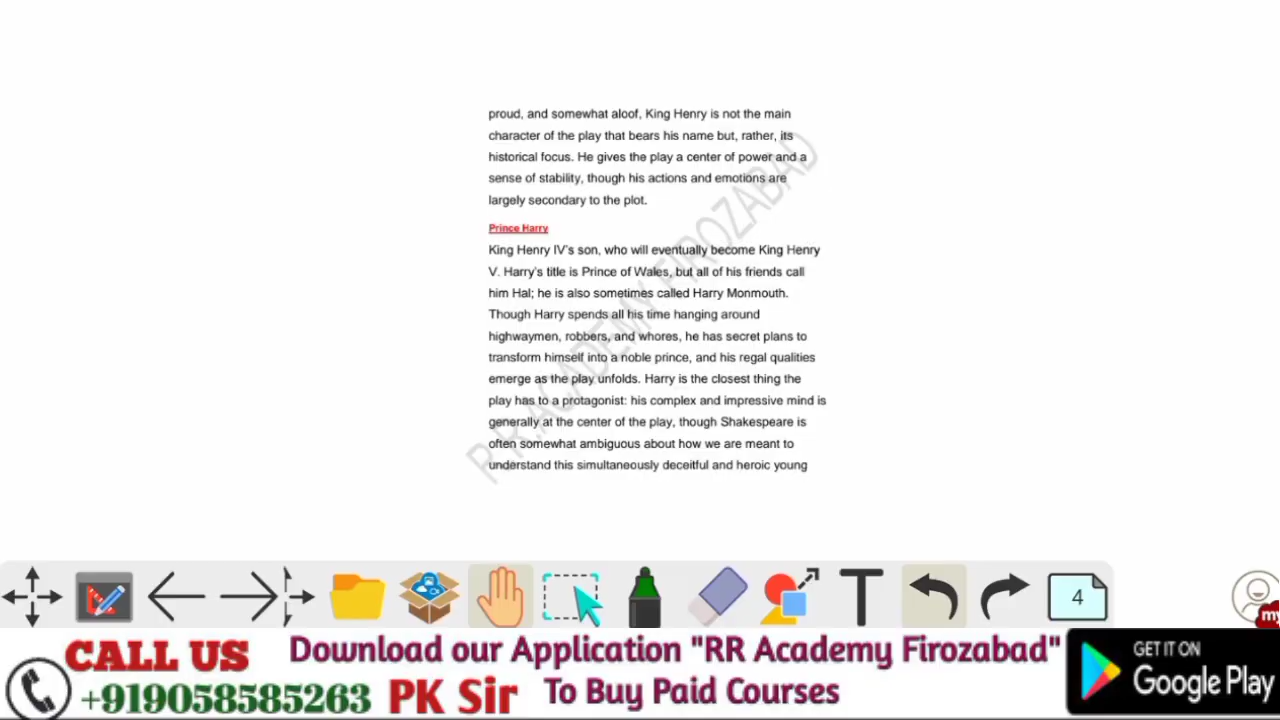 proud, and somewhat aloof, King Henry is not the main
character of the play that bears his name but, rather, its
historical focus. He gives the play a center of power and a
sense of stability, though his actions and emotions are
largely secondary to the plot.
Prince Harry
King Henry IV's son, who will eventually become King Henry
V. Harry's title is Prince of Wales, but all of his friends call
him Hal; he is also sometimes called Harry Monmouth.
Though Harry spends all his time hanging around
highwaymen, robbers, and whores, he has secret plans to
transform himself into a noble prince, and his regal qualities
emerge as the play unfolds. Harry is the closest thing the
play has to a protagonist: his complex and impressive mind is
generally at the center of the play, though Shakespeare is
often somewhat ambiguous about how we are meant to
understand this simultaneously deceitful and heroic young
R.R.ACADEMY FIROZABAD
T
4
my
CALL US
+919058585263
PK Sir
Download our Application "RR Academy Firozabad"
To Buy Paid Courses
GET IT ON
Google Play